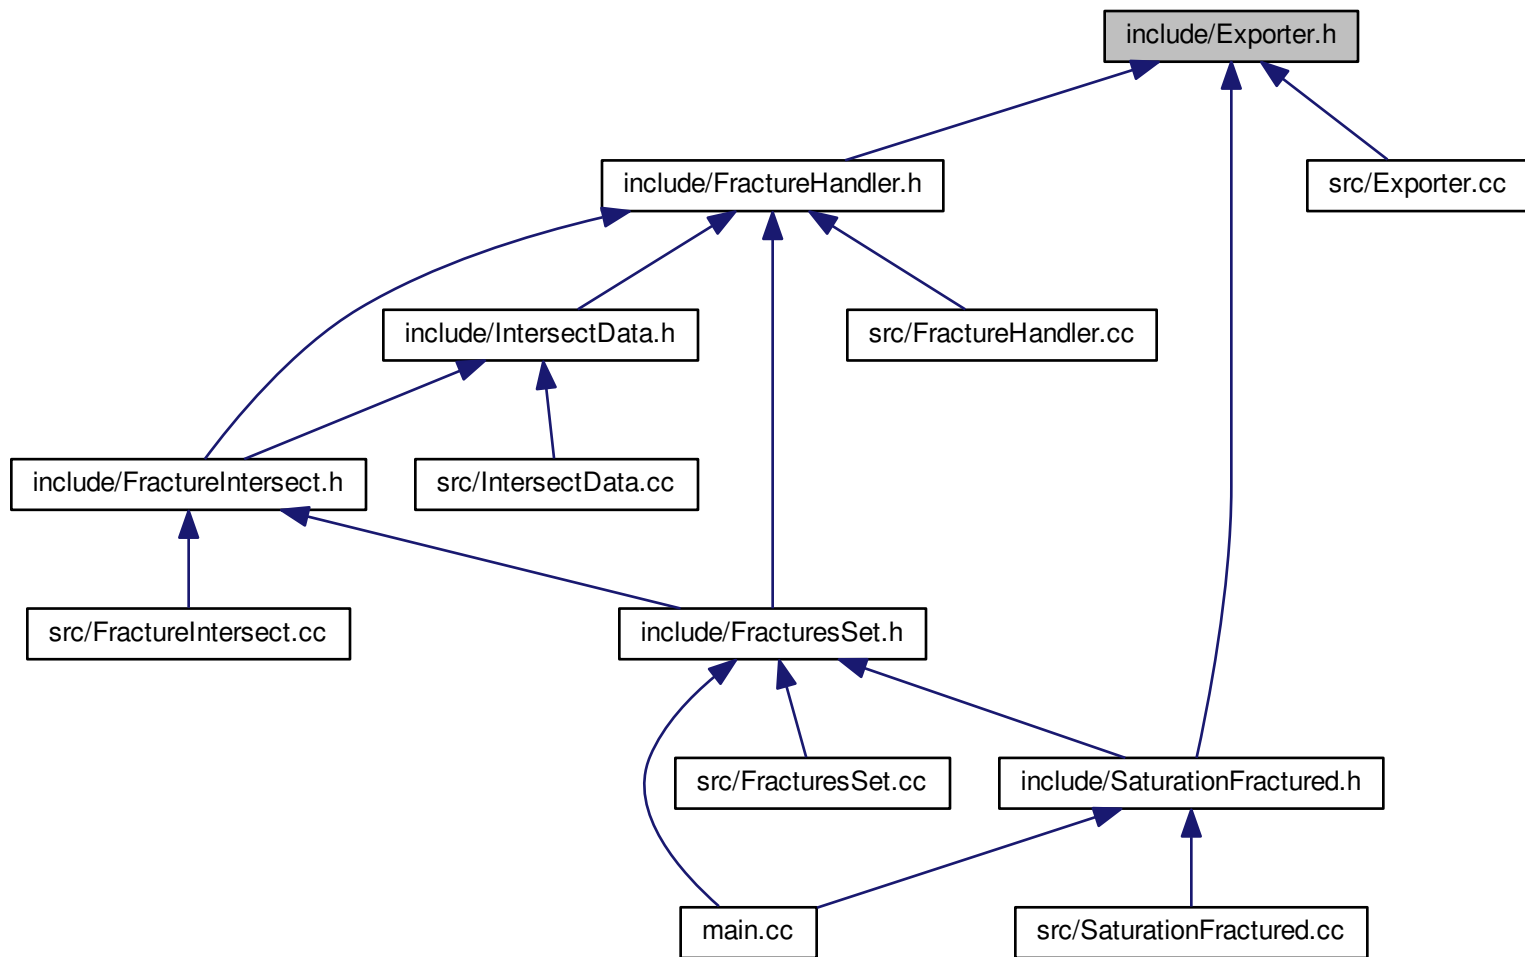 include/Exporter.h
include/FractureHandler.h
src/Exporter.cc
include/IntersectData.h
src/FractureHandler.cc
include/FractureIntersect.h
src/IntersectData.cc
src/FractureIntersect.cc
include/FracturesSet.h
src/FracturesSet.cc
include/SaturationFractured.h
main.cc
src/SaturationFractured.cc